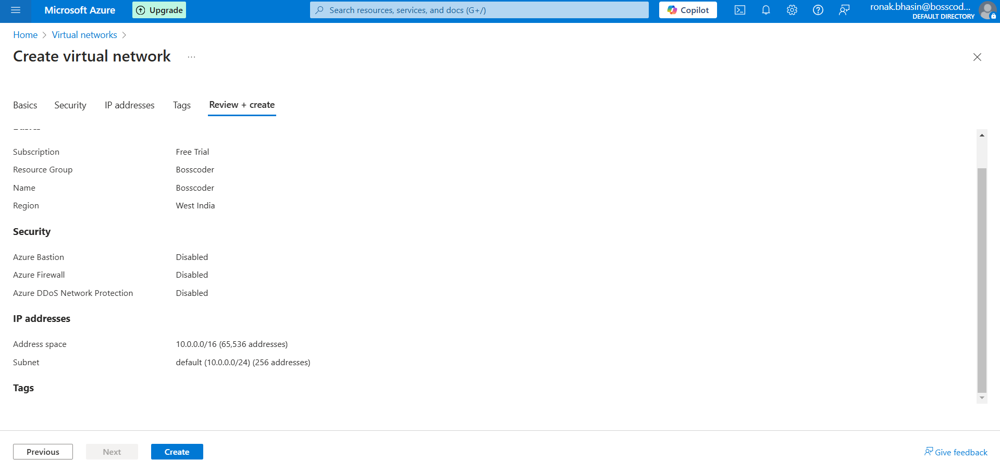 Microsoft Azure
Upgrade
Search resources, services, and docs (G+/)
Copilot
ronak.bhasin@bosscod...
DEFAULT DIRECTORY
Home > Virtual networks >
Create virtual network ...
Basics Security IP addresses Tags Review + create
Subscription Free Trial
Resource Group Bosscoder
Name Bosscoder
Region West India
Security
Azure Bastion Disabled
Azure Firewall Disabled
Azure DDoS Network Protection Disabled
IP addresses
Address space 10.0.0.0/16 (65,536 addresses)
Subnet default (10.0.0.0/24) (256 addresses)
Tags
Previous Next Create
Give feedback